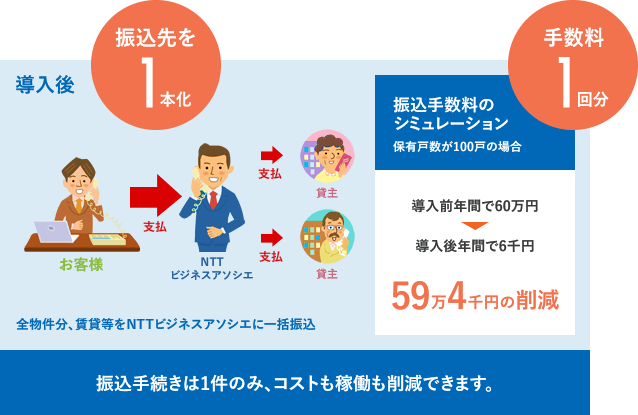 振込先を
1本化
手数料
1回分
導入後
支払
お客様
NTT
ビジネスアソシエ
支払
貸主
支払
貸主
全物件分、賃貸等をNTTビジネスアソシエに一括振込
振込手数料の
シミュレーション
保有戸数が100戸の場合
導入前年間で60万円
導入後年間で6千円
59万4千円の削減
振込手続きは1件のみ、コストも稼働も削減できます。